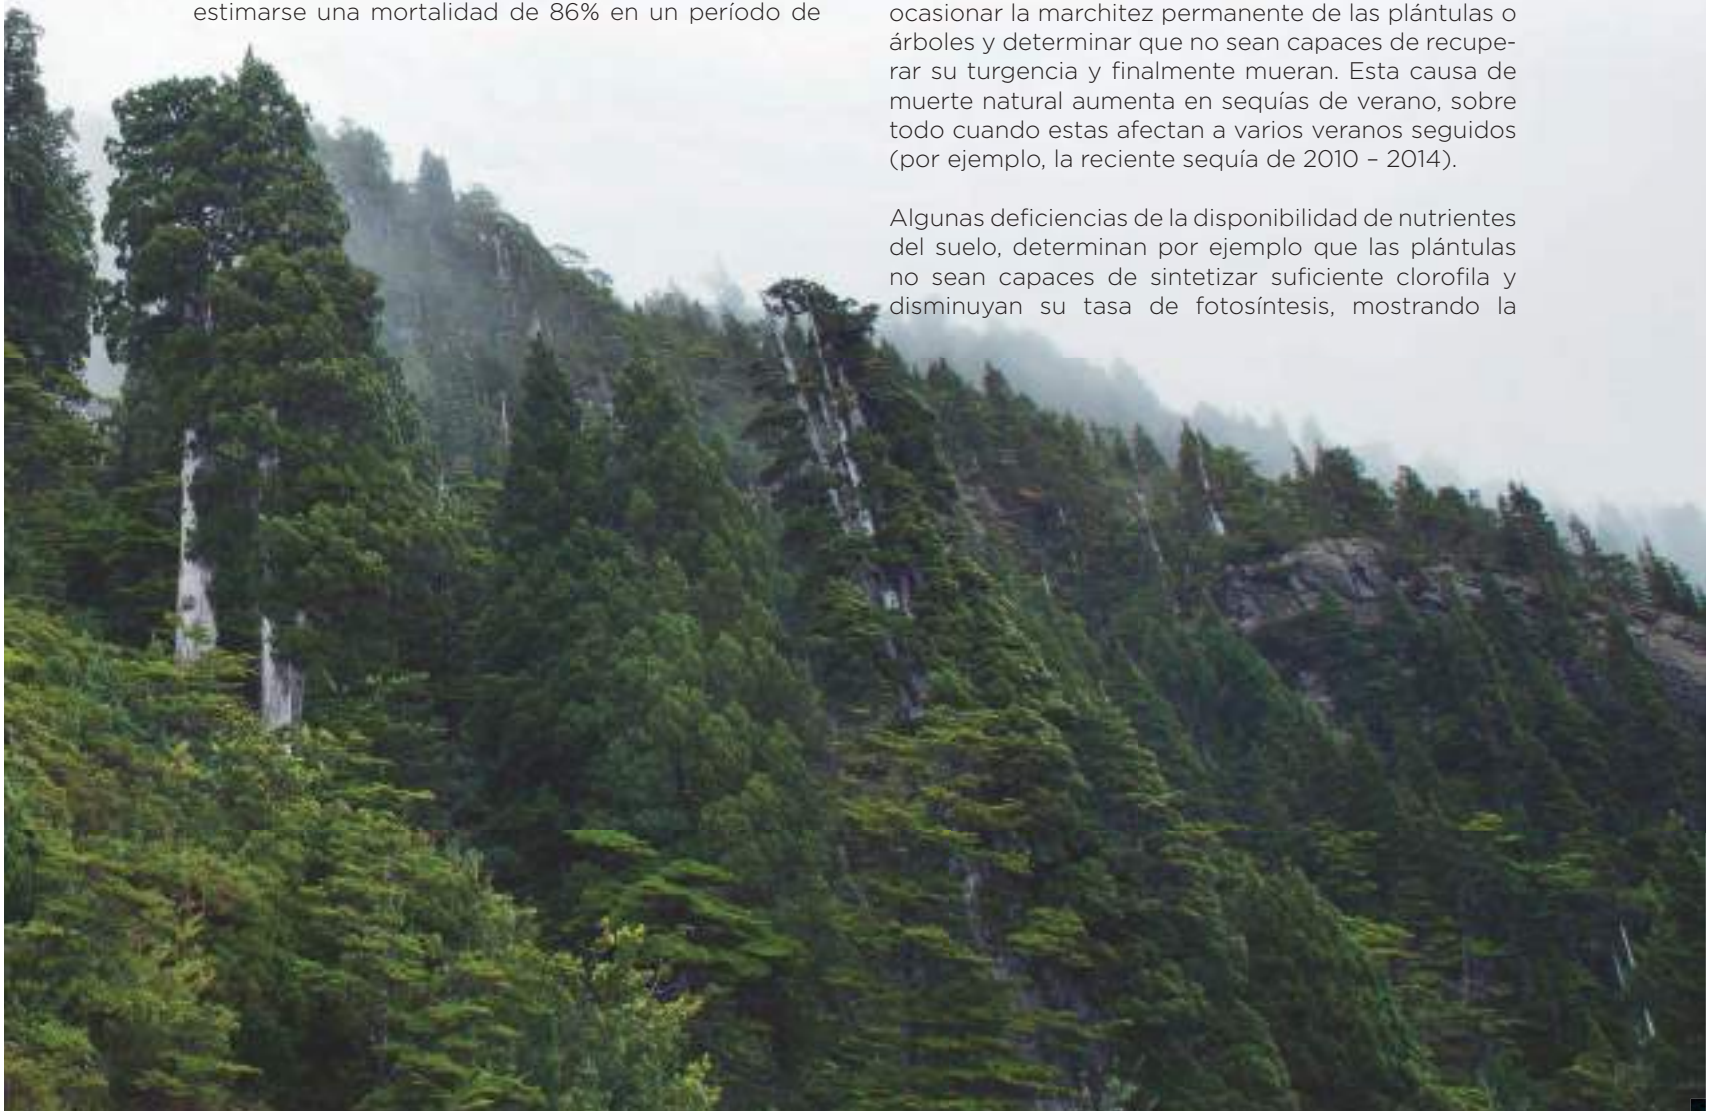 estimarse una mortalidad de 86% en un período de
ocasionar la marchitez permanente de las plántulas o
árboles y determinar que no sean capaces de recupe-
rar su turgencia y finalmente mueran. Esta causa de
muerte natural aumenta en sequías de verano, sobre
todo cuando estas afectan a varios veranos seguidos
(por ejemplo, la reciente sequía de 2010 – 2014).
Algunas deficiencias de la disponibilidad de nutrientes
del suelo, determinan por ejemplo que las plántulas
no sean capaces de sintetizar suficiente clorofila y
disminuyan su tasa de fotosíntesis, mostrando la